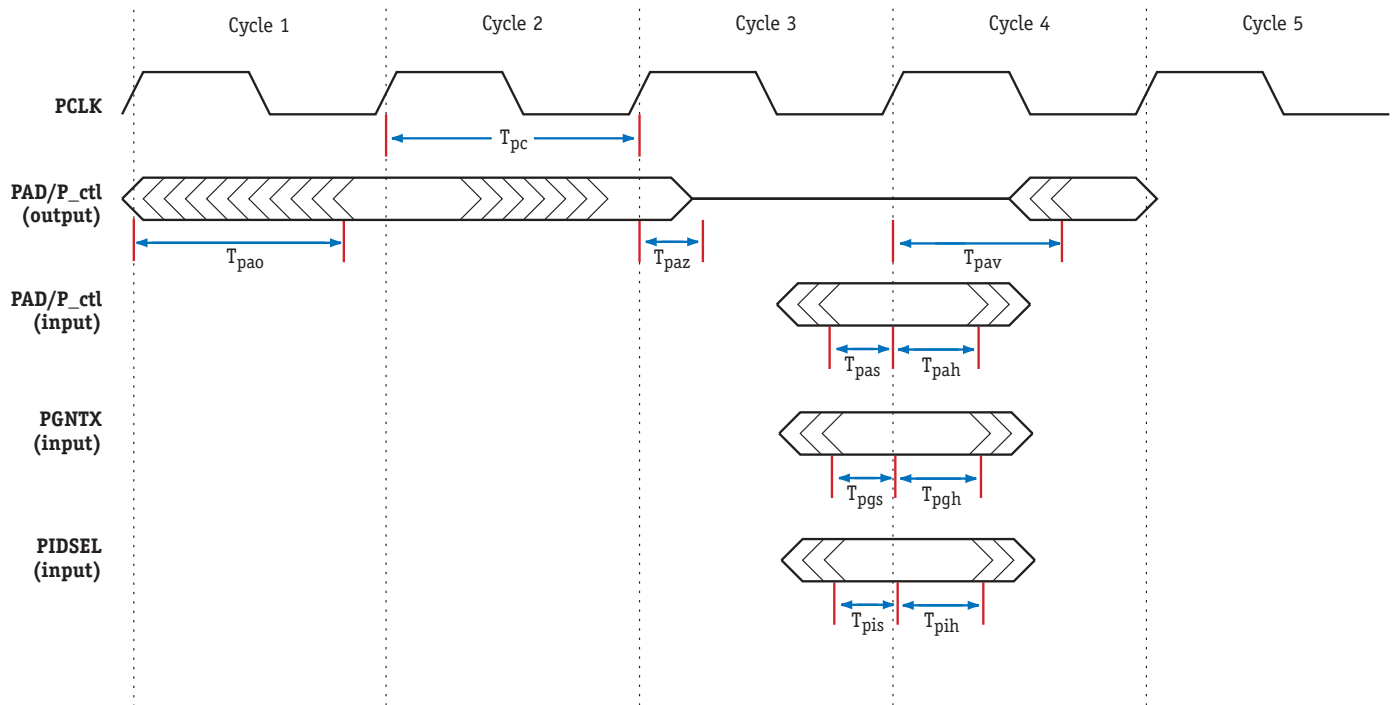 Cycle 1
Cycle 2
Cycle 3
Cycle 4
Cycle 5
PCLK
Tpc
PAD/P_ctl
(output)
Tpao
Tpaz
Tpav
PAD/P_ctl
(input)
Tpas
Tpah
PGNTX
(input)
Tpgs
Tpgh
PIDSEL
(input)
Tpis
Tpih